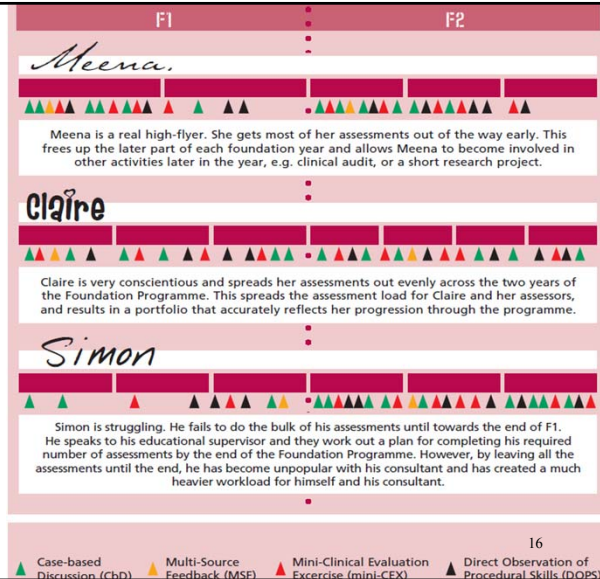 F1 F2
Meena.
Meena is a real high-flyer. She gets most of her assessments out of the way early. This
frees up the later part of each foundation year and allows Meena to become involved in
other activities later in the year, e.g. clinical audit, or a short research project.
Claire
Claire is very conscientious and spreads her assessments out evenly across the two years of
the Foundation Programme. This spreads the assessment load for Claire and her assessors,
and results in a portfolio that accurately reflects her progression through the programme.
Simon
Simon is struggling. He fails to do the bulk of his assessments until towards the end of F1.
He speaks to his educational supervisor and they work out a plan for completing his required
number of assessments by the end of the Foundation Programme. However, by leaving all the
assessments until the end, he has become unpopular with his consultant and has created a much
heavier workload for himself and his consultant.
16
Case-based Multi-Source Mini-Clinical Evaluation Direct Observation of
Discussion (CbD) Feedback (MSF) Excercise (mini-CEX) Procedural Skills (DOPS)